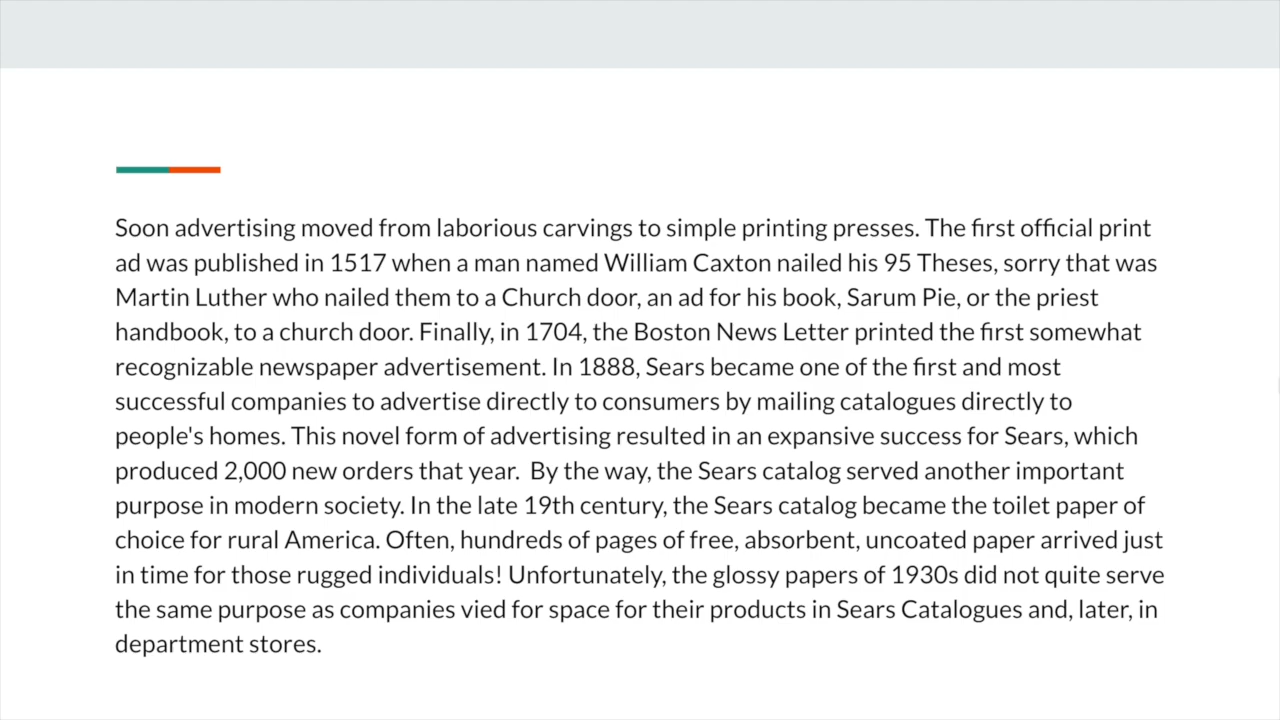 Soon advertising moved from laborious carvings to simple printing presses. The first official print
ad was published in 1517 when a man named William Caxton nailed his 95 Theses, sorry that was
Martin Luther who nailed them to a Church door, an ad for his book, Sarum Pie, or the priest
handbook, to a church door. Finally, in 1704, the Boston News Letter printed the first somewhat
recognizable newspaper advertisement. In 1888, Sears became one of the first and most
successful companies to advertise directly to consumers by mailing catalogues directly to
people's homes. This novel form of advertising resulted in an expansive success for Sears, which
produced 2,000 new orders that year.  By the way, the Sears catalog served another important
purpose in modern society. In the late 19th century, the Sears catalog became the toilet paper of
choice for rural America. Often, hundreds of pages of free, absorbent, uncoated paper arrived just
in time for those rugged individuals! Unfortunately, the glossy papers of 1930s did not quite serve
the same purpose as companies vied for space for their products in Sears Catalogues and, later, in
department stores.